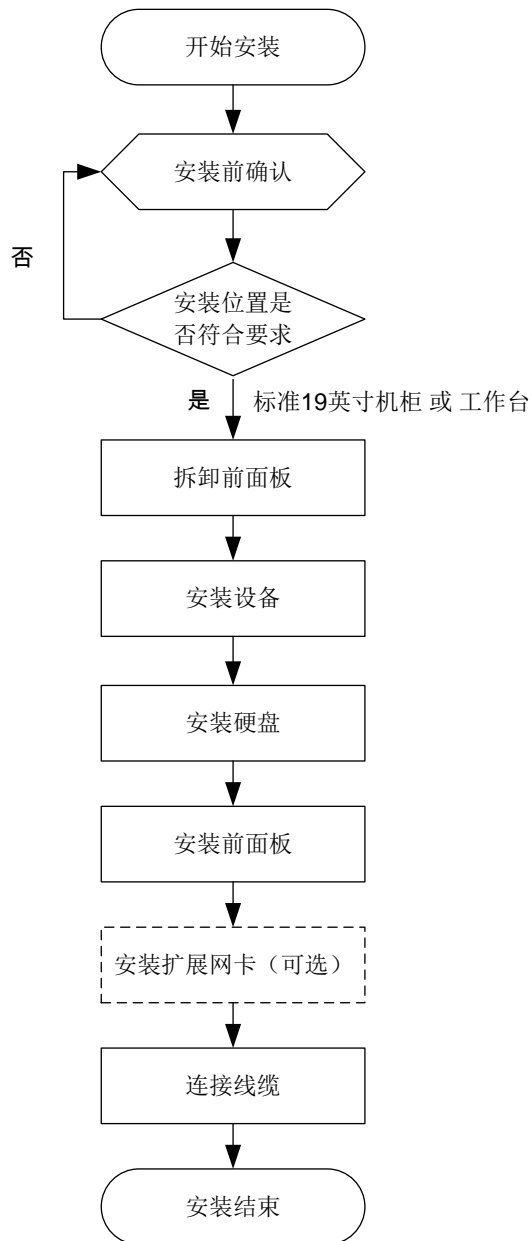 开始安装
安装前确认
否
安装位置是
否符合要求
是 标准19英寸机柜 或 工作台
拆卸前面板
安装设备
安装硬盘
安装前面板
安装扩展网卡（可选）
连接线缆
安装结束